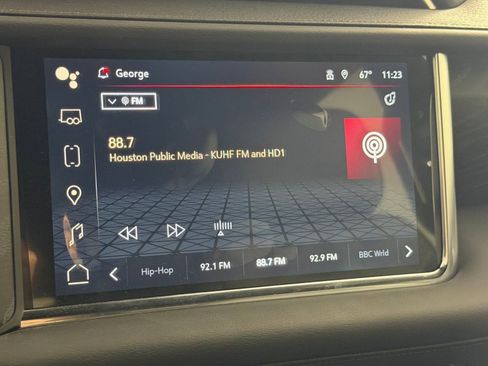 George
67° 11:23
FM
88.7
Houston Public Media - KUHF FM and HD1
Hip-Hop 92.1 FM 88.7 FM 92.9 FM BBC Wrld